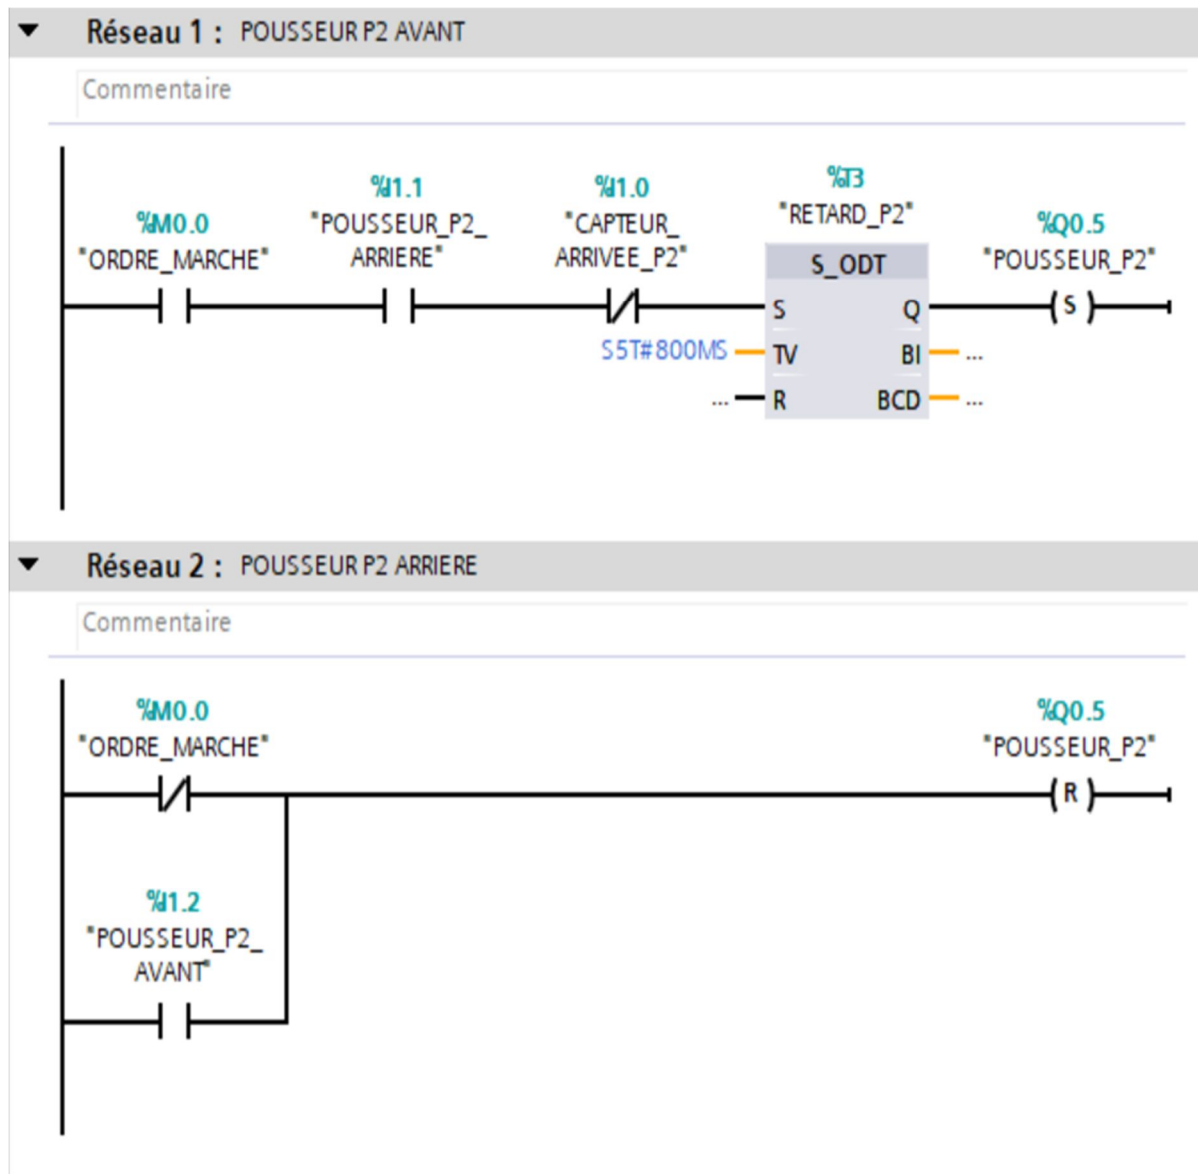 Réseau 1 : POUSSEUR P2 AVANT
Commentaire
%M0.0
"ORDRE_MARCHE"
%I1.1
"POUSSEUR_P2_
ARRIERE"
%I1.0
"CAPTEUR_
ARRIVEE_P2"
%T3
"RETARD_P2"
S_ODT
%Q0.5
"POUSSEUR_P2"
S Q
( S )
S5T#800MS TV BI ...
... R BCD ...
Réseau 2 : POUSSEUR P2 ARRIERE
Commentaire
%M0.0
"ORDRE_MARCHE"
%Q0.5
"POUSSEUR_P2"
( R )
%I1.2
"POUSSEUR_P2_
AVANT"